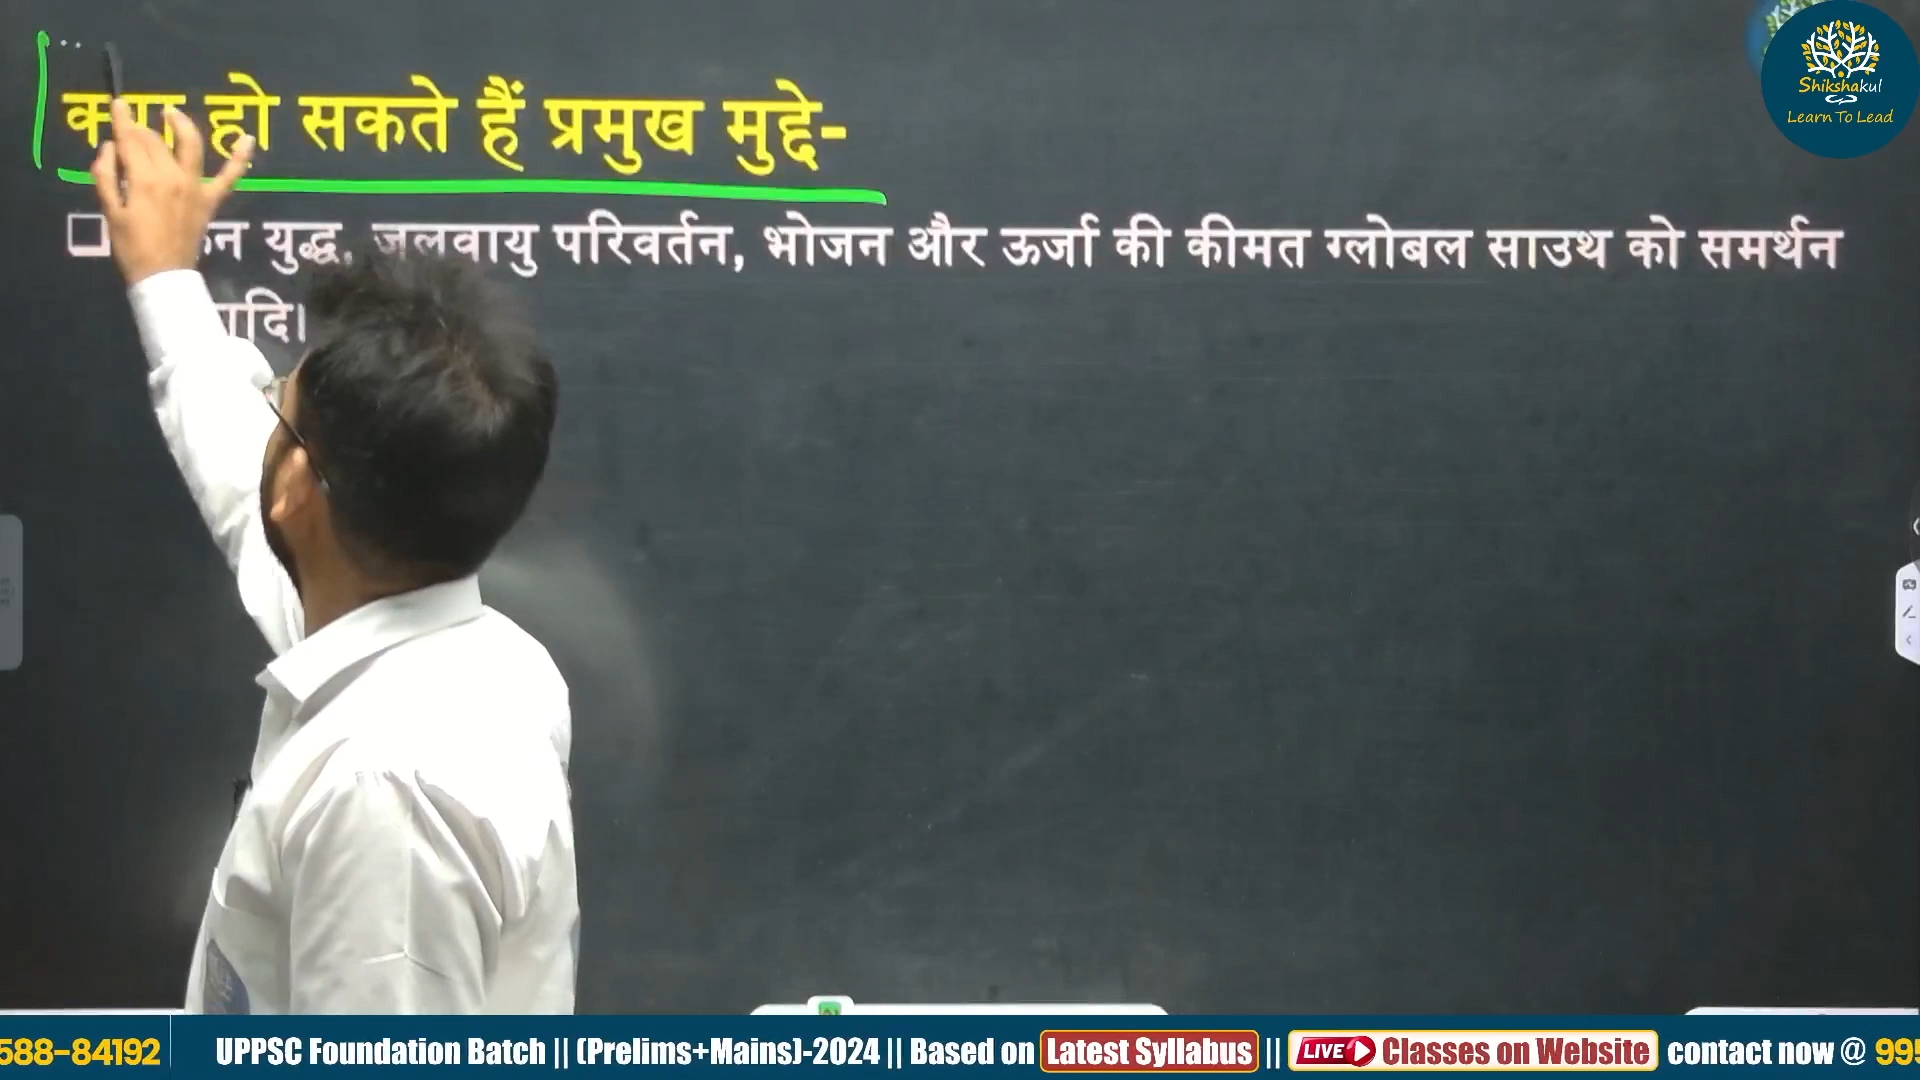 क्या हो सकते हैं प्रमुख मुद्दे-
युद्ध, जलवायु परिवर्तन, भोजन और ऊर्जा की कीमत ग्लोबल साउथ को समर्थन
Shikshakul
Learn To Lead
588-84192 UPPSC Foundation Batch || (Prelims+Mains)-2024 || Based on Latest Syllabus || LIVE Classes on Website contact now @ 995